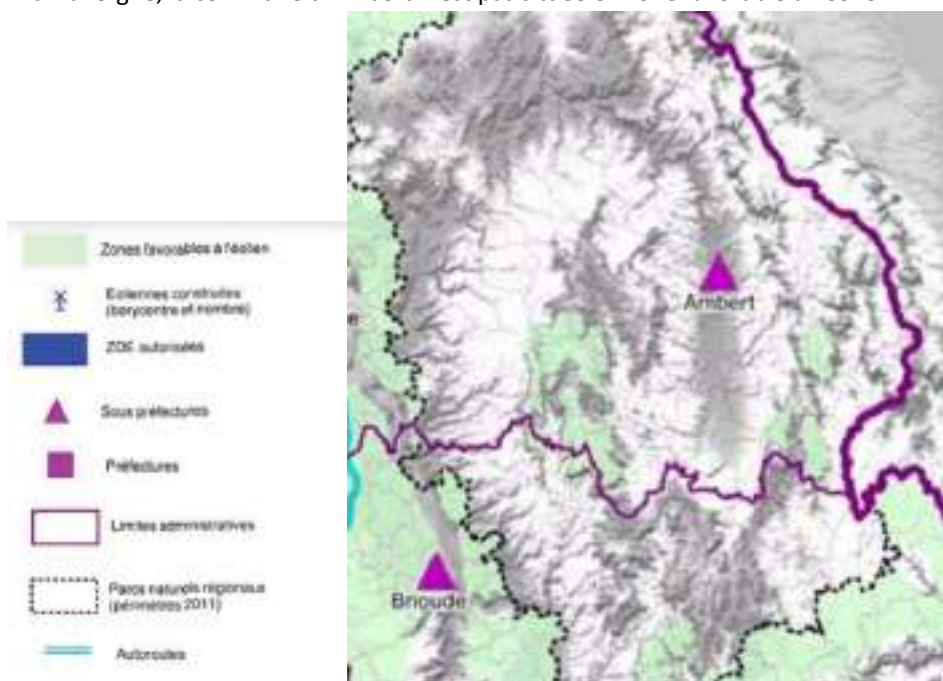 Zones favorables à l'éolien
Eoliennes construites
(barycentre et nombre)
ZDE autorisées
Sous préfectures
Préfectures
Limites administratives
Parcs naturels régionaux
(périmètres 2011)
Autoroutes
Ambert
Brioude